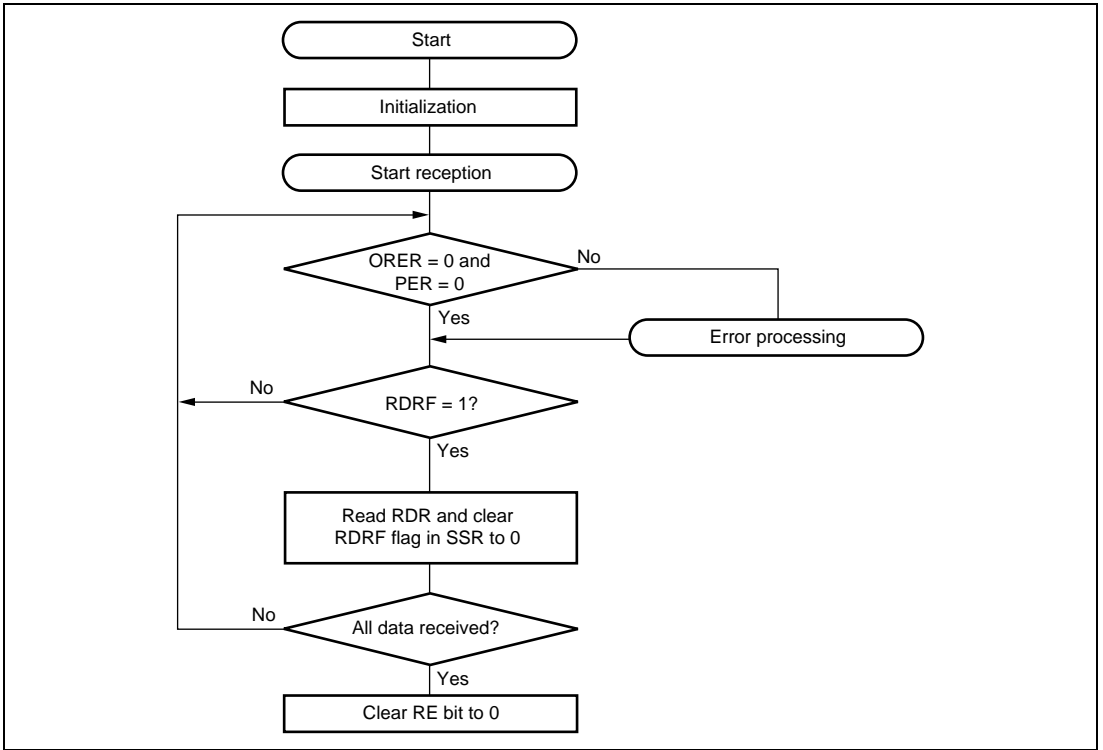 Start
Initialization
Start reception
ORER = 0 and
PER = 0
No
Yes
Error processing
No
RDRF = 1?
Yes
Read RDR and clear
RDRF flag in SSR to 0
No
All data received?
Yes
Clear RE bit to 0